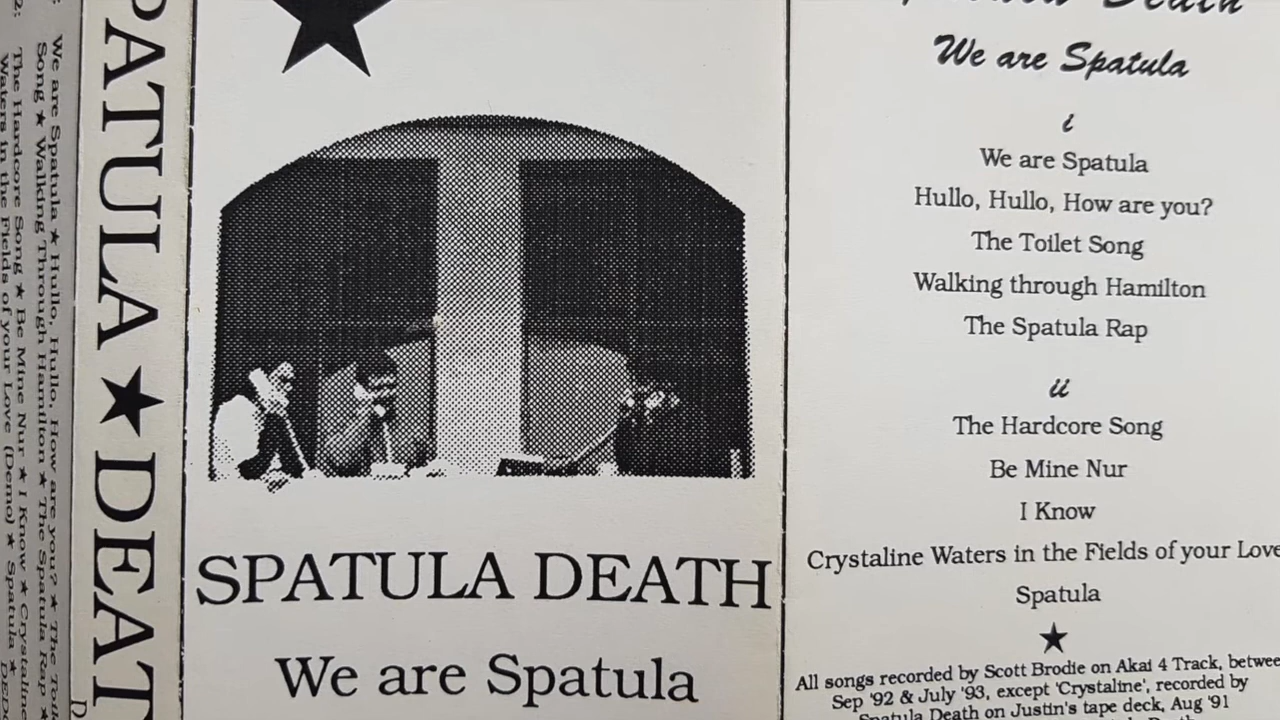 We are Spatula ★ Hullo, Hullo, How are you? ★ The
Song ★ Walking Through Hamilton ★ The Spatula Rap ★
The Hardcore Song ★ Be Mine Nur ★ I Know ★ Crystaline
Waters in the Fields of your Love (Demo) ★ Spatula ★
★ DEAT
SPATULA DEATH
We are Spatula
Death
We are Spatula
i
We are Spatula
Hullo, Hullo, How are you?
The Toilet Song
Walking through Hamilton
The Spatula Rap
ii
The Hardcore Song
Be Mine Nur
I Know
Crystaline Waters in the Fields of your Love
Spatula
★
All songs recorded by Scott Brodie on Akai 4 Track, betwee
Sep '92 & July '93, except 'Crystaline', recorded by
Spatula Death on Justin's tape deck, Aug '91